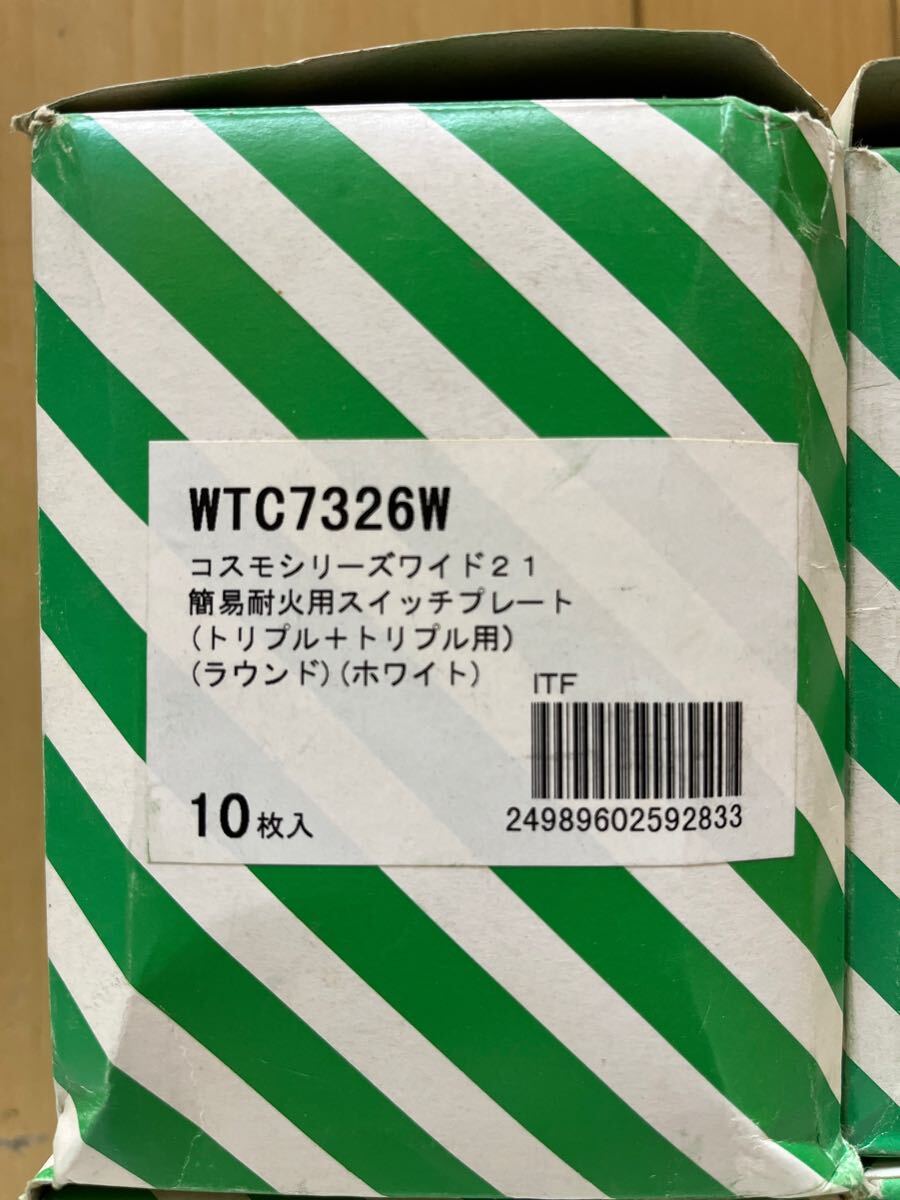 WTC7326W
コスモシリーズワイド２１
簡易耐火用スイッチプレート
(トリプル＋トリプル用)
(ラウンド)(ホワイト)
ITF
10枚入
24989602592833